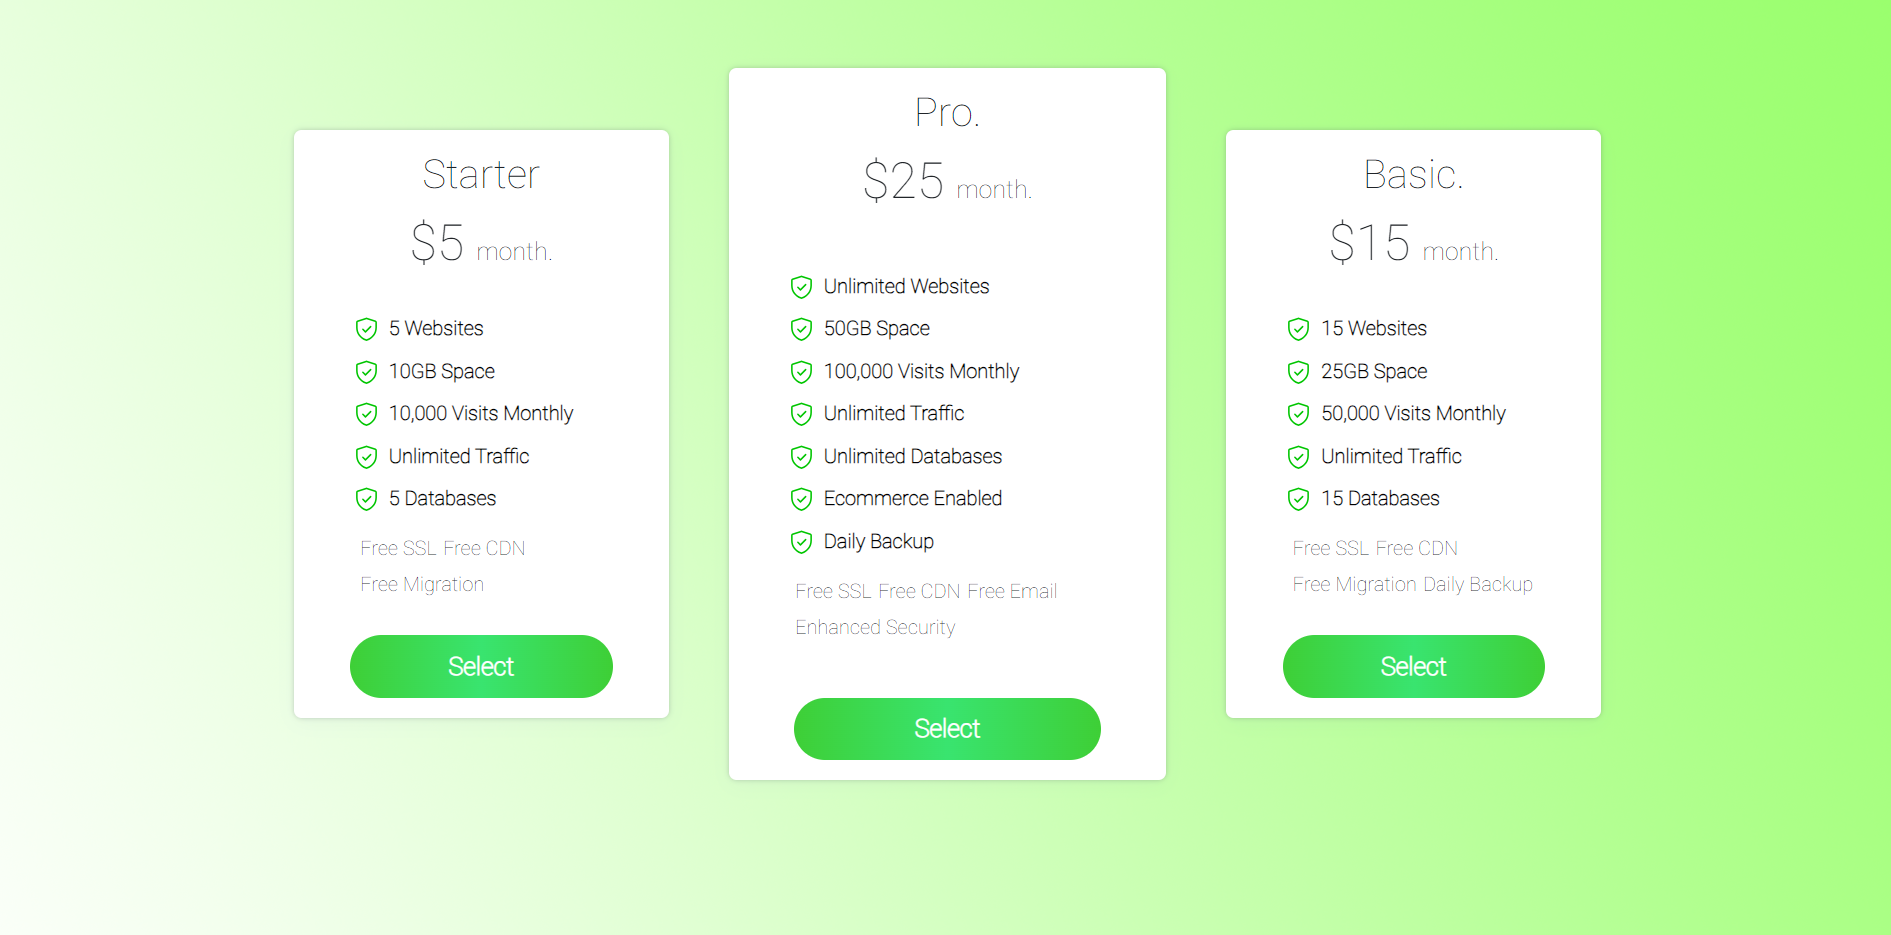 Starter
$5 month.
5 Websites
10GB Space
10,000 Visits Monthly
Unlimited Traffic
5 Databases
Free SSL Free CDN
Free Migration
Select
Pro.
$25 month.
Unlimited Websites
50GB Space
100,000 Visits Monthly
Unlimited Traffic
Unlimited Databases
Ecommerce Enabled
Daily Backup
Free SSL Free CDN Free Email
Enhanced Security
Select
Basic.
$15 month.
15 Websites
25GB Space
50,000 Visits Monthly
Unlimited Traffic
15 Databases
Free SSL Free CDN
Free Migration Daily Backup
Select